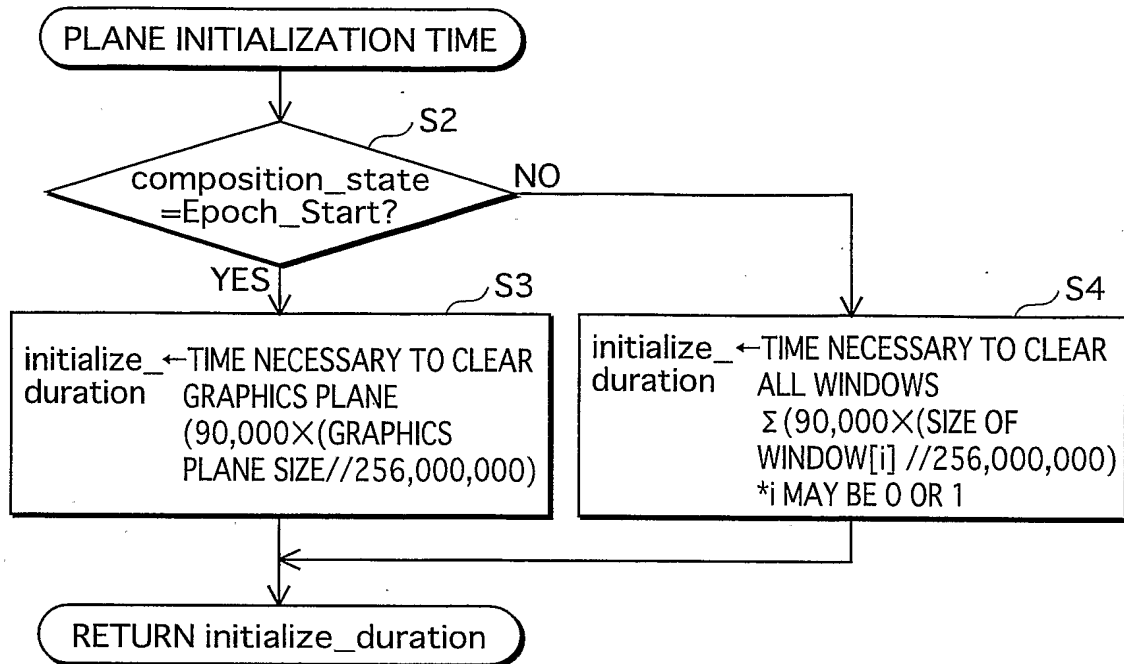 PLANE INITIALIZATION TIME
S2
composition_state
=Epoch_Start?
NO
YES
S3
initialize_←TIME NECESSARY TO CLEAR
duration GRAPHICS PLANE
(90,000×(GRAPHICS
PLANE SIZE//256,000,000)
S4
initialize_←TIME NECESSARY TO CLEAR
duration ALL WINDOWS
Σ(90,000×(SIZE OF
WINDOW[i] //256,000,000)
*i MAY BE 0 OR 1
RETURN initialize_duration